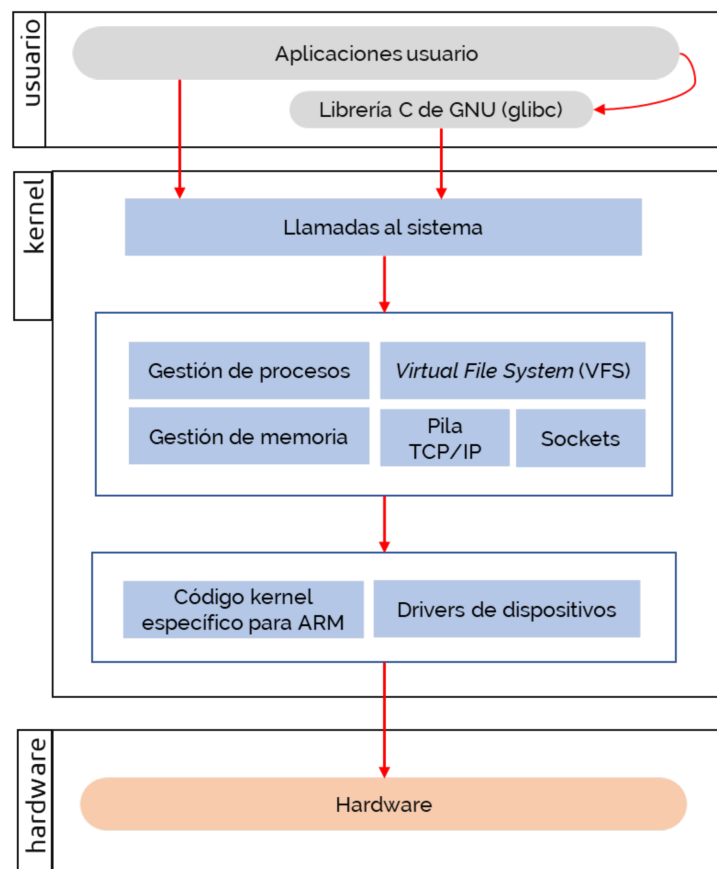 usuario
Aplicaciones usuario
Librería C de GNU (glibc)
kernel
Llamadas al sistema
Gestión de procesos
Virtual File System (VFS)
Gestión de memoria
Pila
TCP/IP
Sockets
Código kernel
específico para ARM
Drivers de dispositivos
hardware
Hardware